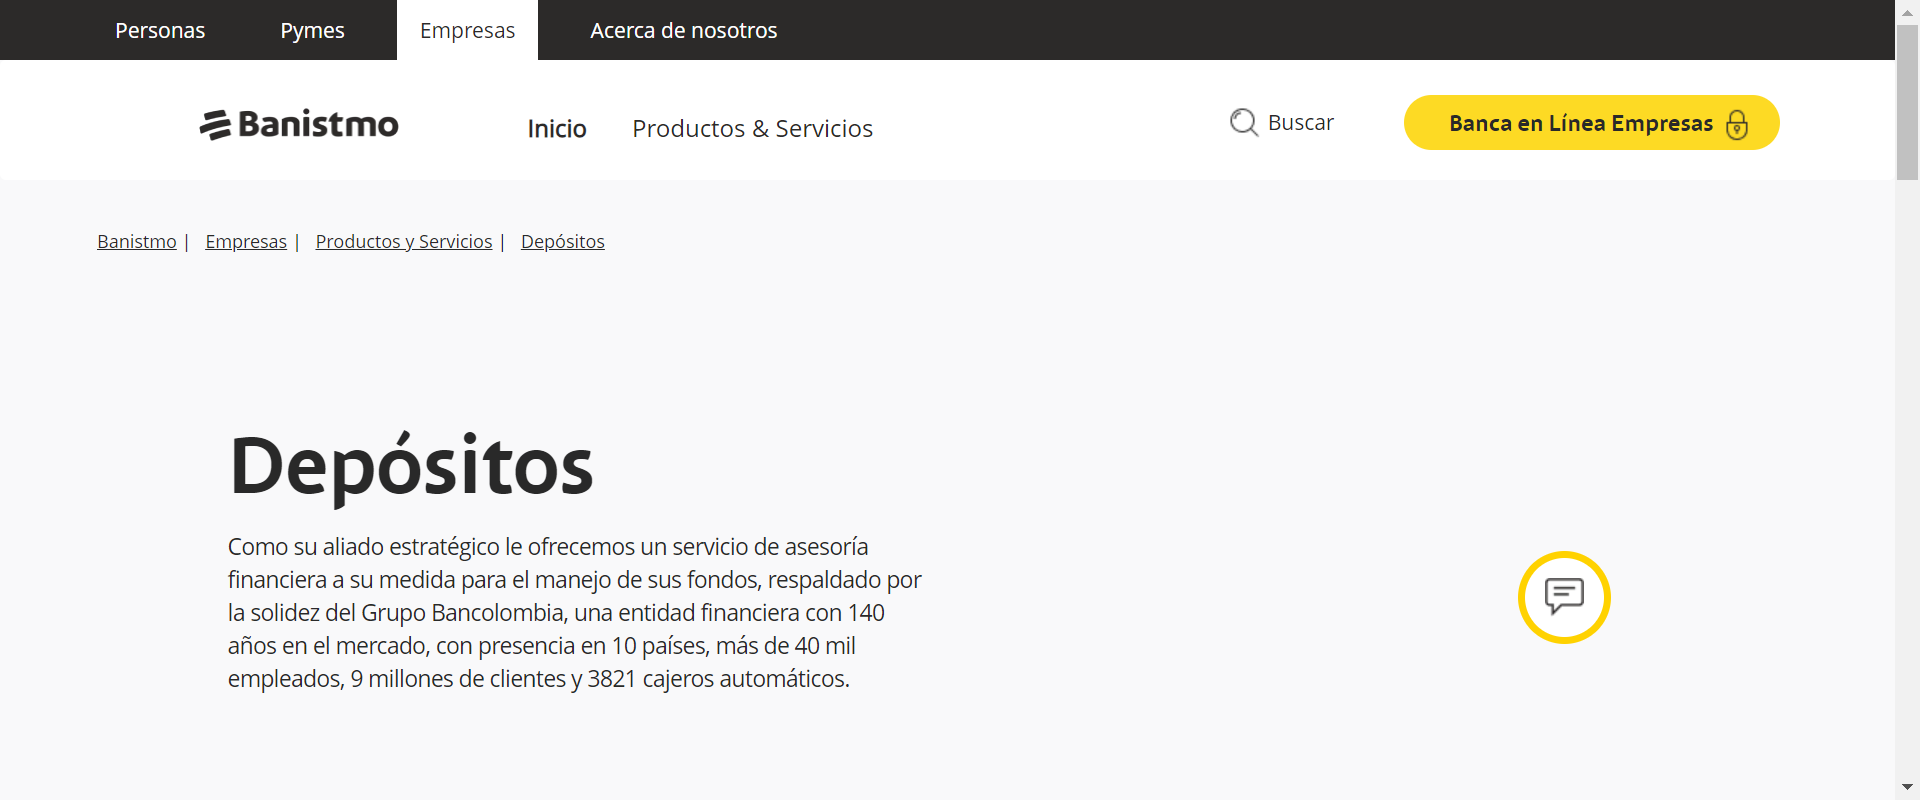 Personas Pymes Empresas Acerca de nosotros
Banistmo Inicio Productos & Servicios Buscar Banca en Línea Empresas
Banistmo | Empresas | Productos y Servicios | Depósitos
Depósitos
Como su aliado estratégico le ofrecemos un servicio de asesoría
financiera a su medida para el manejo de sus fondos, respaldado por
la solidez del Grupo Bancolombia, una entidad financiera con 140
años en el mercado, con presencia en 10 países, más de 40 mil
empleados, 9 millones de clientes y 3821 cajeros automáticos.